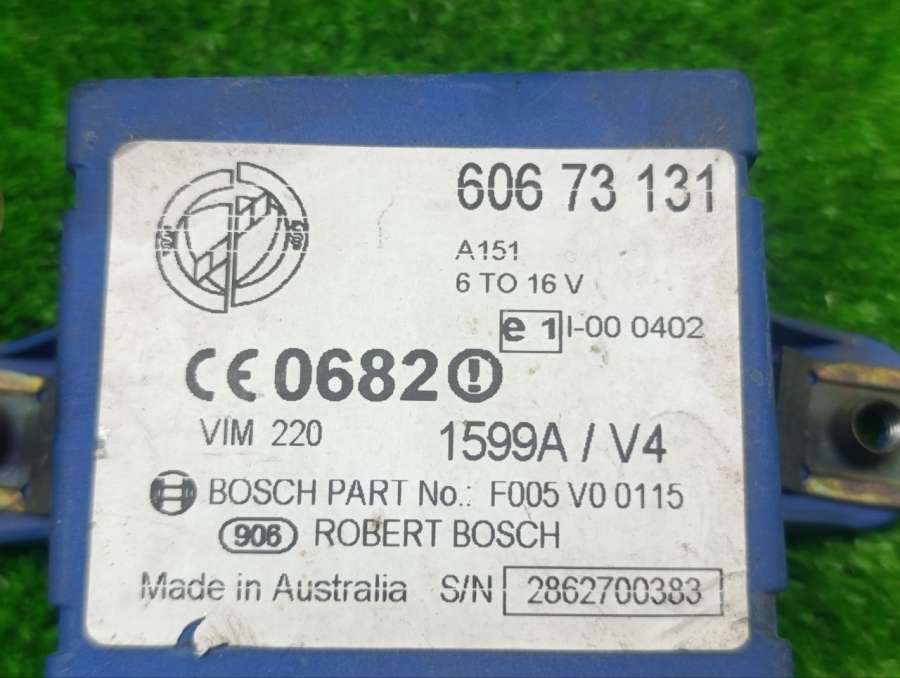 606 73 131
A151
6 TO 16 V
e 1 I-00 0402
CE 0682
VIM 220 1599A / V4
BOSCH PART No.: F005 V0 0115
906 ROBERT BOSCH
Made in Australia S/N 2862700383